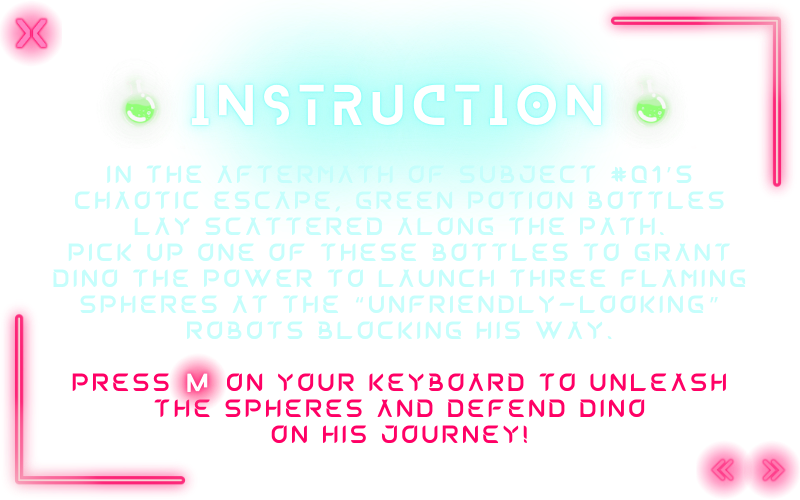 INSTRUCTION
IN THE AFTERMATH OF SUBJECT #01'S
CHAOTIC ESCAPE, GREEN POTION BOTTLES
LAY SCATTERED ALONG THE PATH.
PICK UP ONE OF THESE BOTTLES TO GRANT
DINO THE POWER TO LAUNCH THREE FLAMING
SPHERES AT THE "UNFRIENDLY-LOOKING"
ROBOTS BLOCKING HIS WAY.
PRESS M ON YOUR KEYBOARD TO UNLEASH
THE SPHERES AND DEFEND DINO
ON HIS JOURNEY!